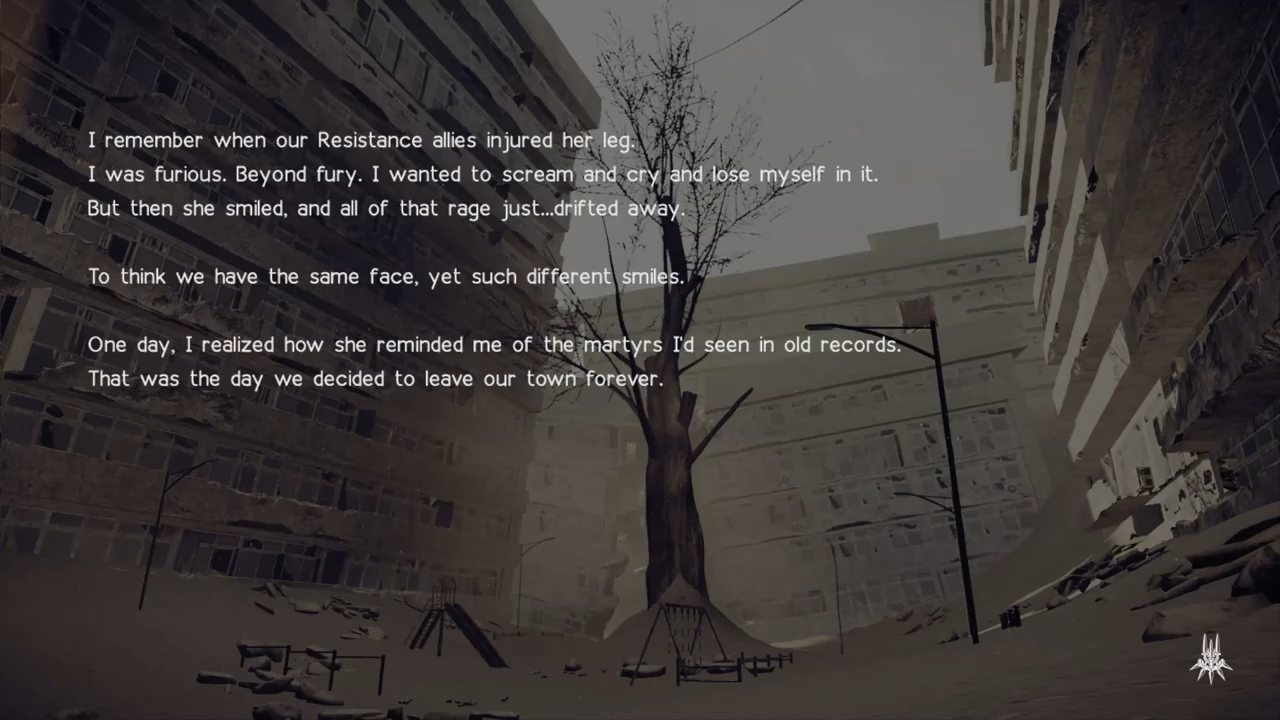 I remember when our Resistance allies injured her leg.
I was furious. Beyond fury. I wanted to scream and cry and lose myself in it.
But then she smiled, and all of that rage just...drifted away.
To think we have the same face, yet such different smiles.
One day, I realized how she reminded me of the martyrs I'd seen in old records.
That was the day we decided to leave our town forever.